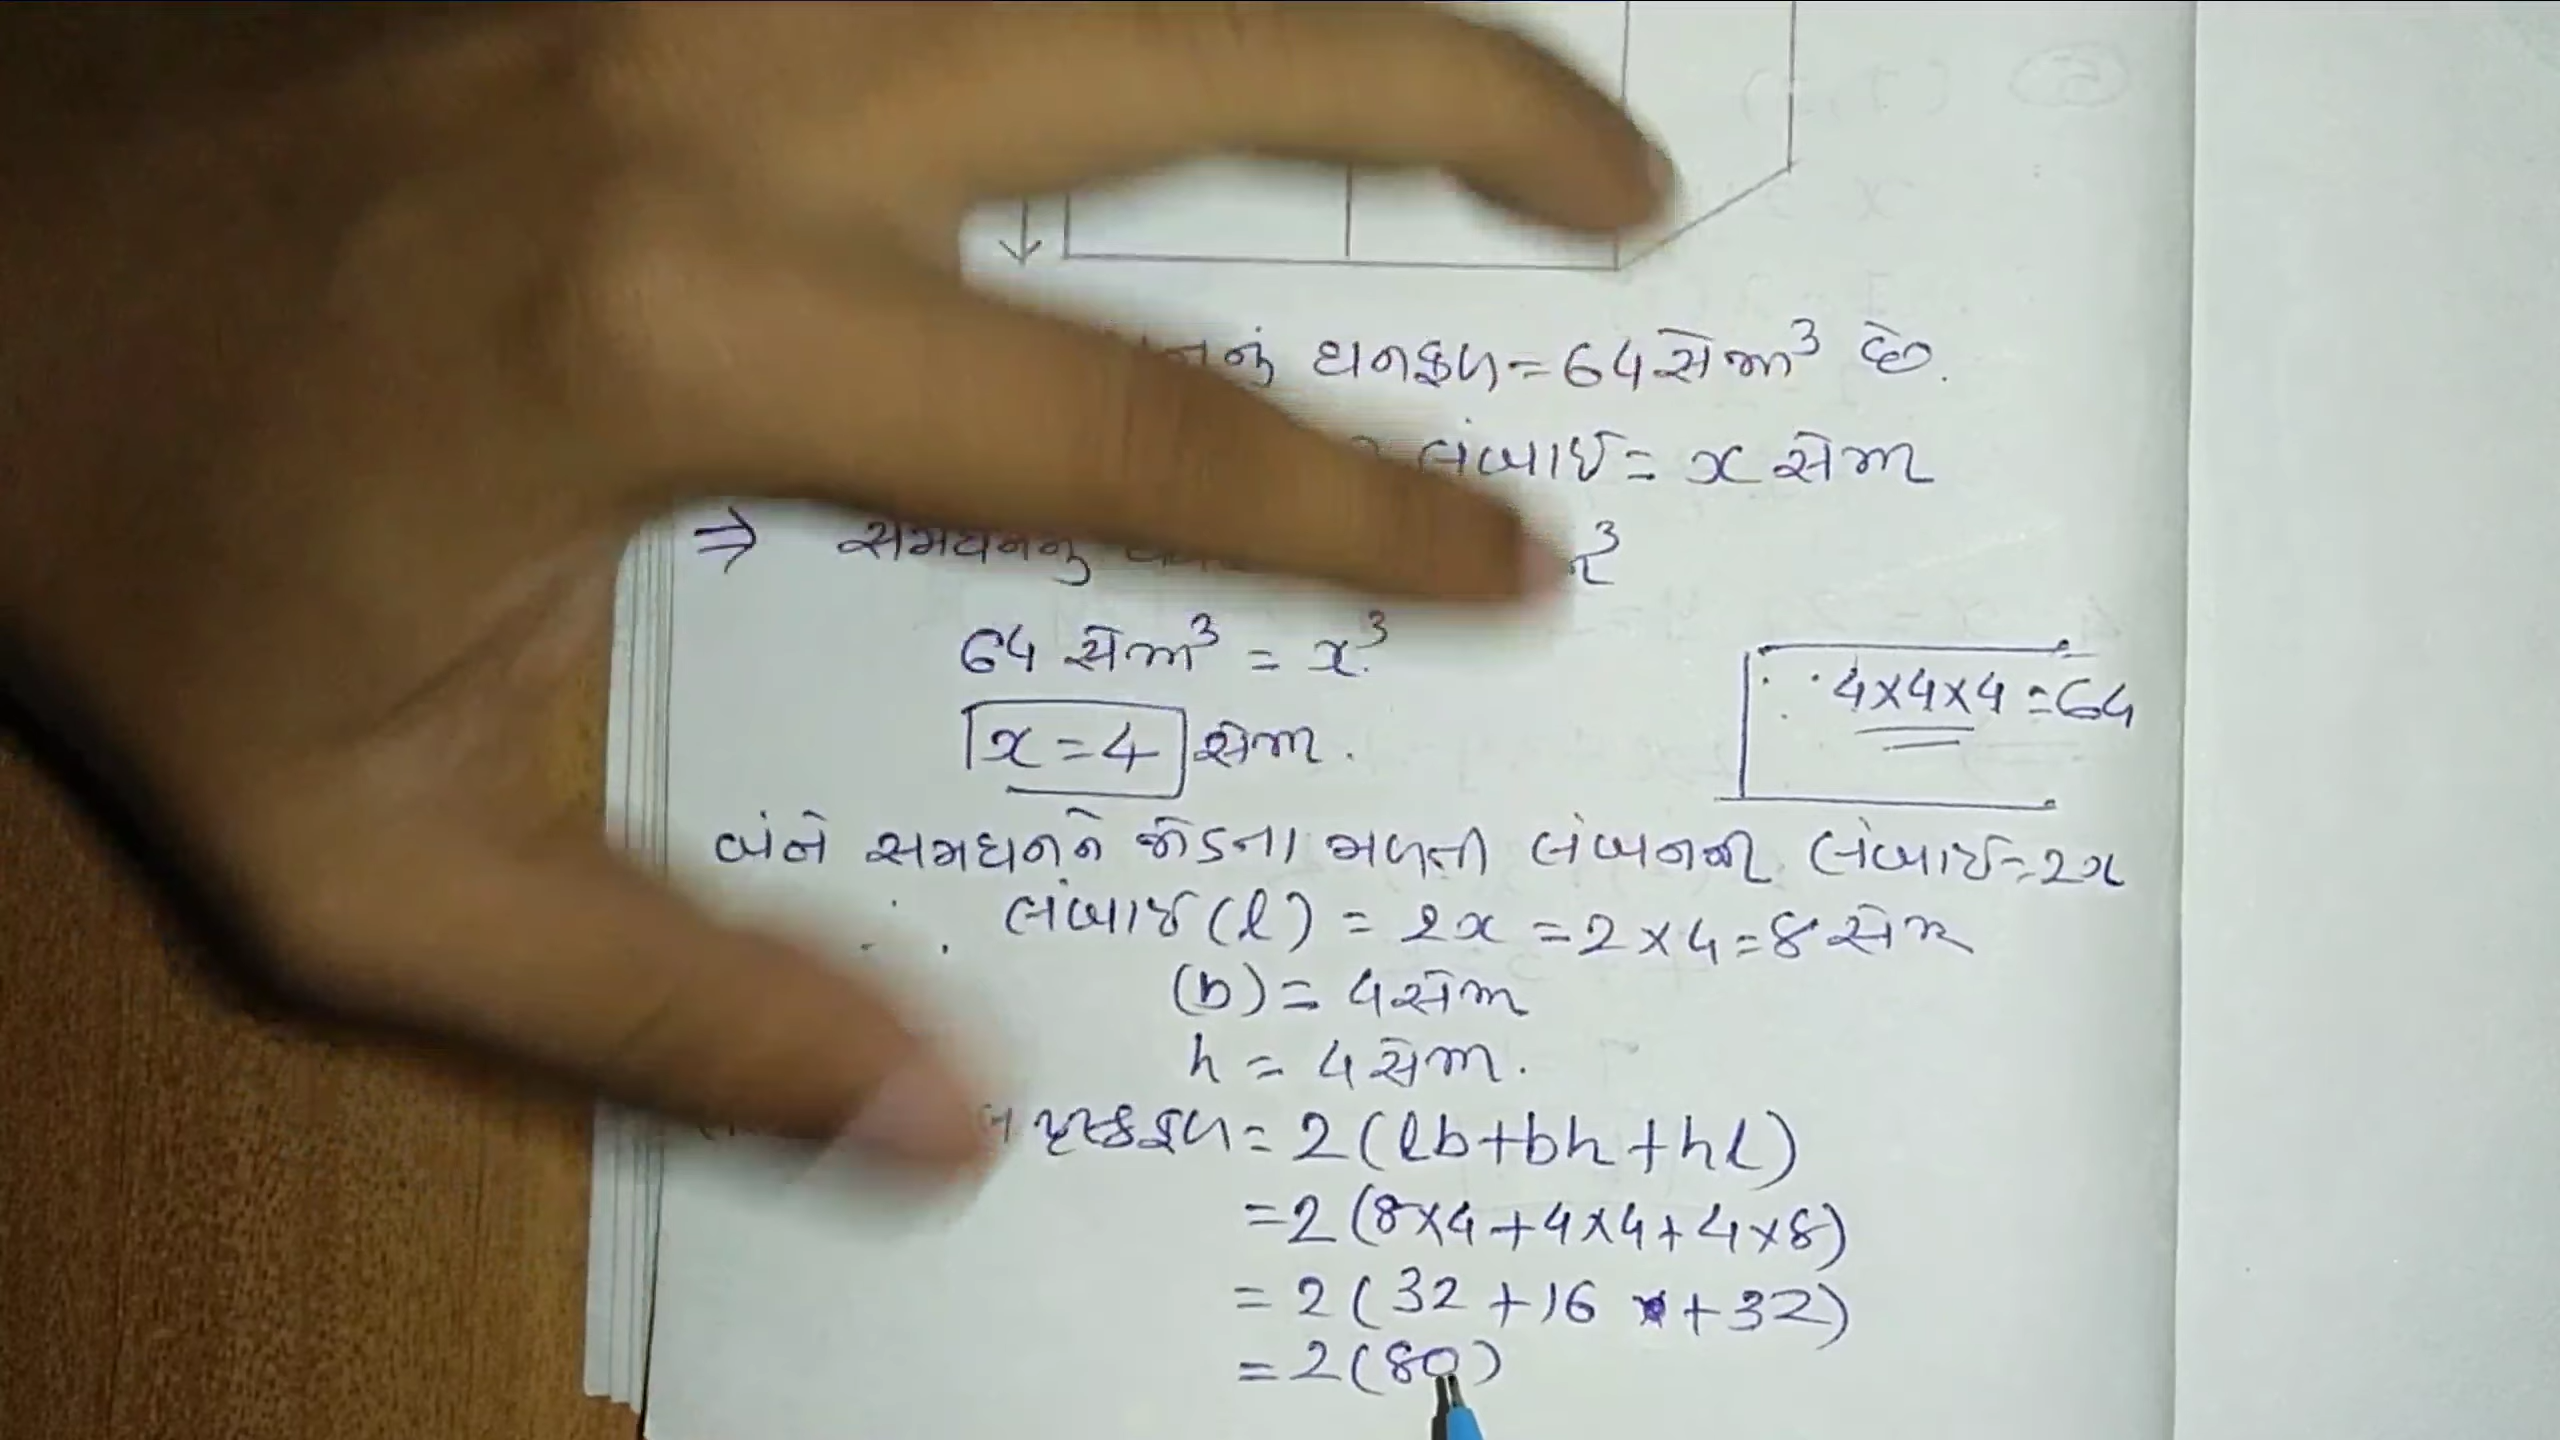 ઘનફળ = 64 સેમી³ છે.
લંબાઈ = x સેમી
⇒ સમઘનનું
64 સેમી³ = x³
x = 4 સેમી.
∴ 4×4×4 = 64
બંને સમઘનને જોડતા મળતા લંબઘનની લંબાઈ = 2x
∴ લંબાઈ (l) = 2x = 2 × 4 = 8 સેમી
(b) = 4 સેમી
h = 4 સેમી.
પૃષ્ઠફળ = 2 (lb + bh + hl)
= 2 (8×4 + 4×4 + 4×8)
= 2 ( 32 + 16 + 32)
= 2 (80)